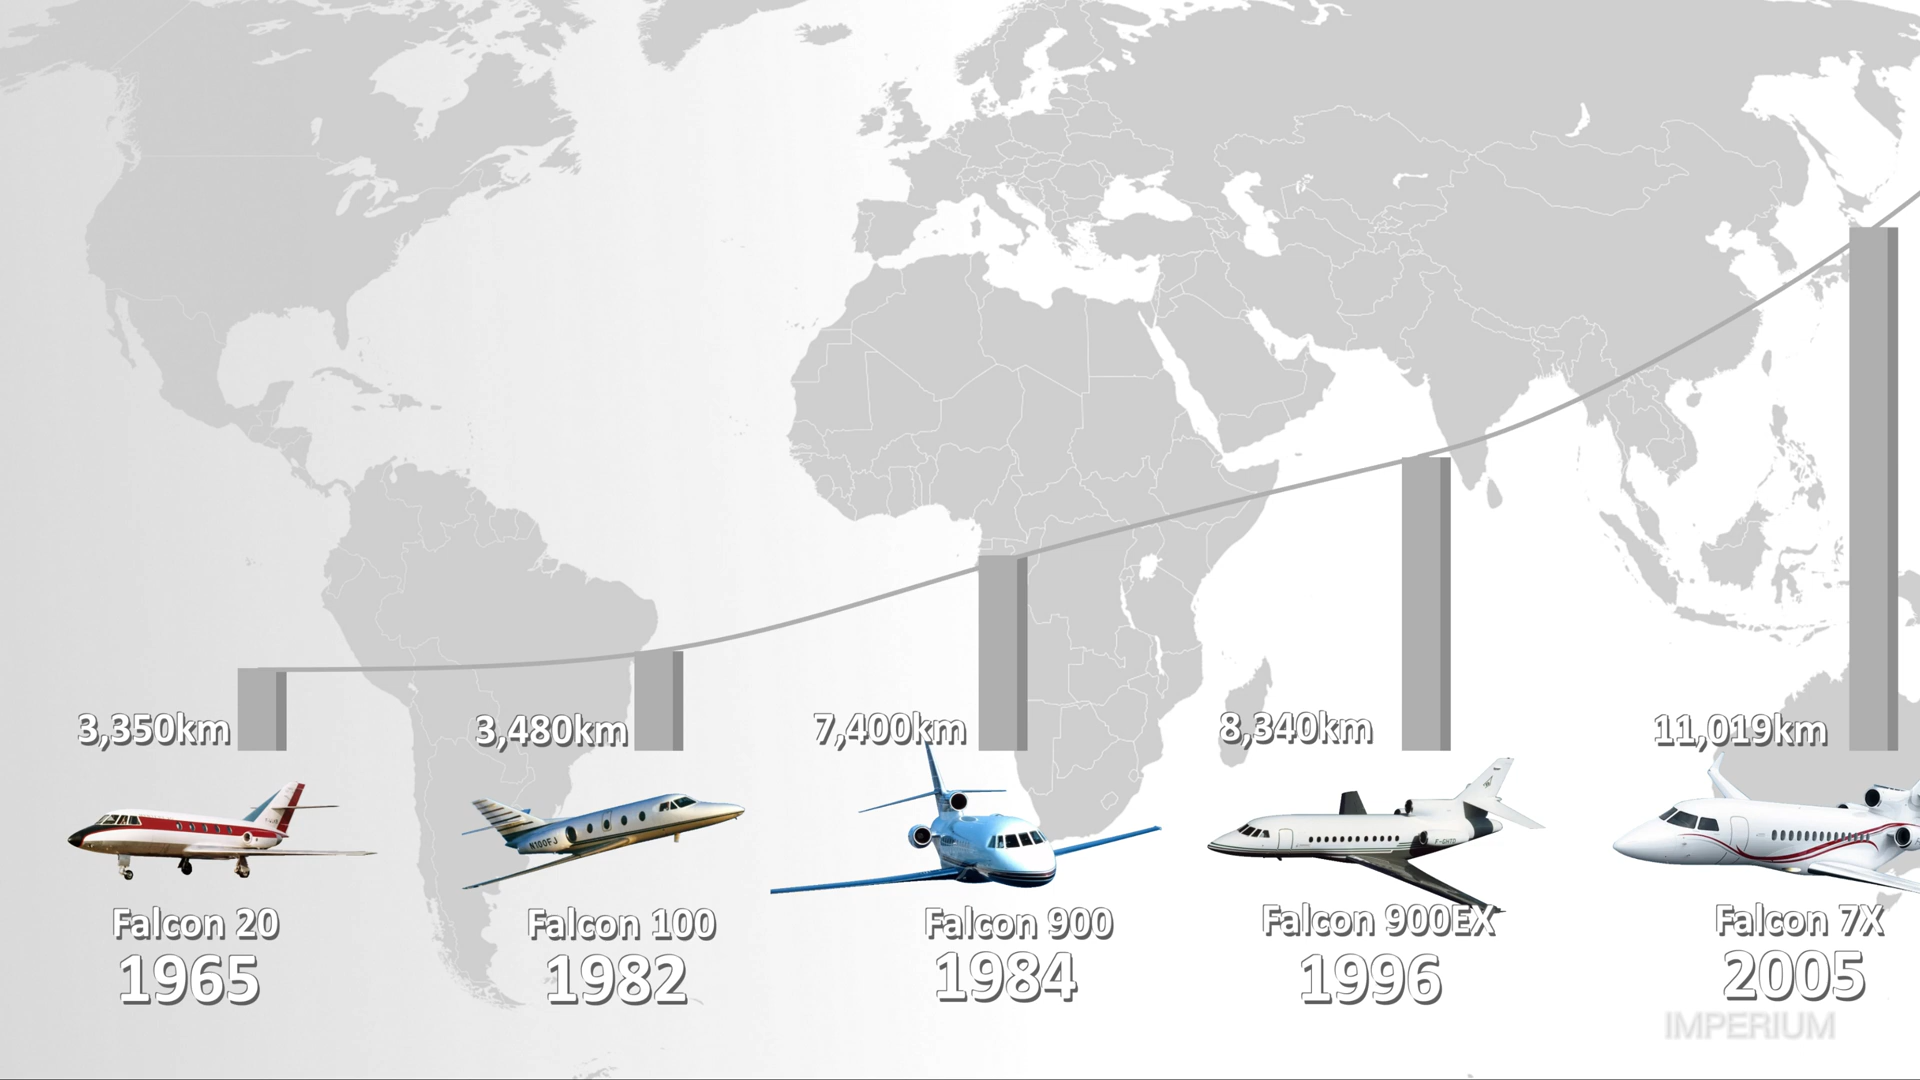 3,350km
3,480km
7,400km
8,340km
11,019km
N100FJ
Falcon 20
Falcon 100
Falcon 900
Falcon 900EX
Falcon 7X
1965
1982
1984
1996
2005
IMPERIUM